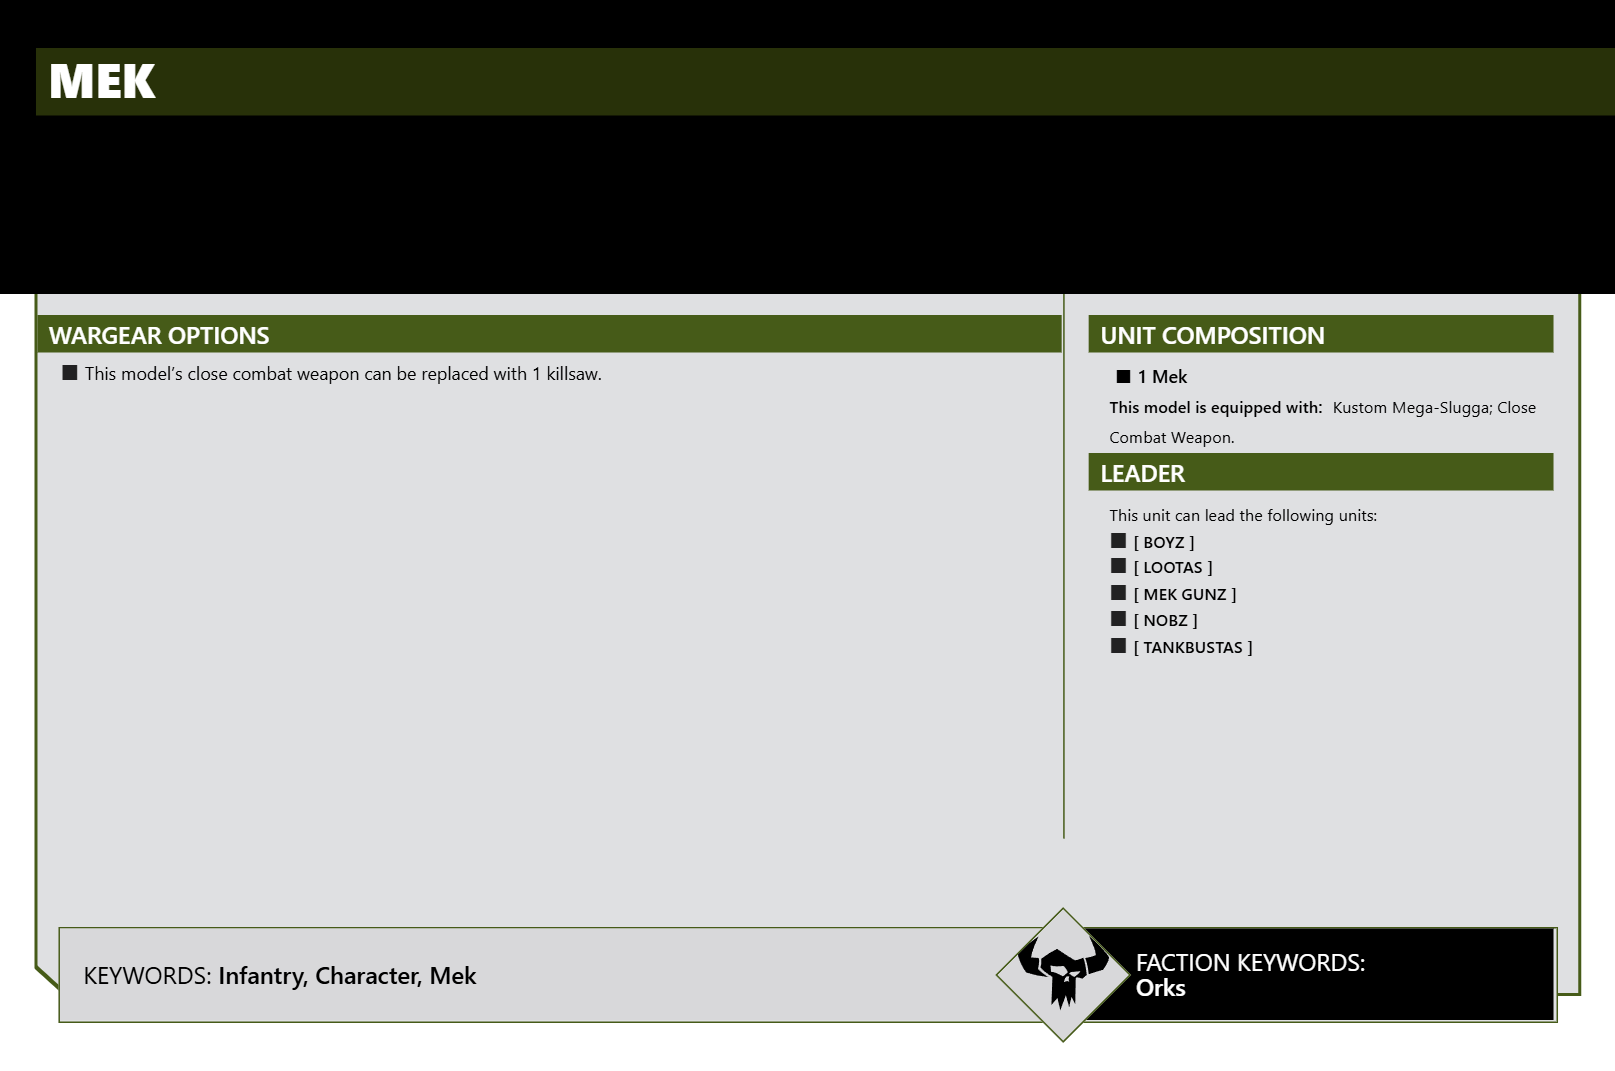 MEK
WARGEAR OPTIONS
This model's close combat weapon can be replaced with 1 killsaw.
UNIT COMPOSITION
1 Mek
This model is equipped with: Kustom Mega-Slugga; Close
Combat Weapon.
LEADER
This unit can lead the following units:
[ BOYZ ]
[ LOOTAS ]
[ MEK GUNZ ]
[ NOBZ ]
[ TANKBUSTAS ]
KEYWORDS: Infantry, Character, Mek
FACTION KEYWORDS:
Orks